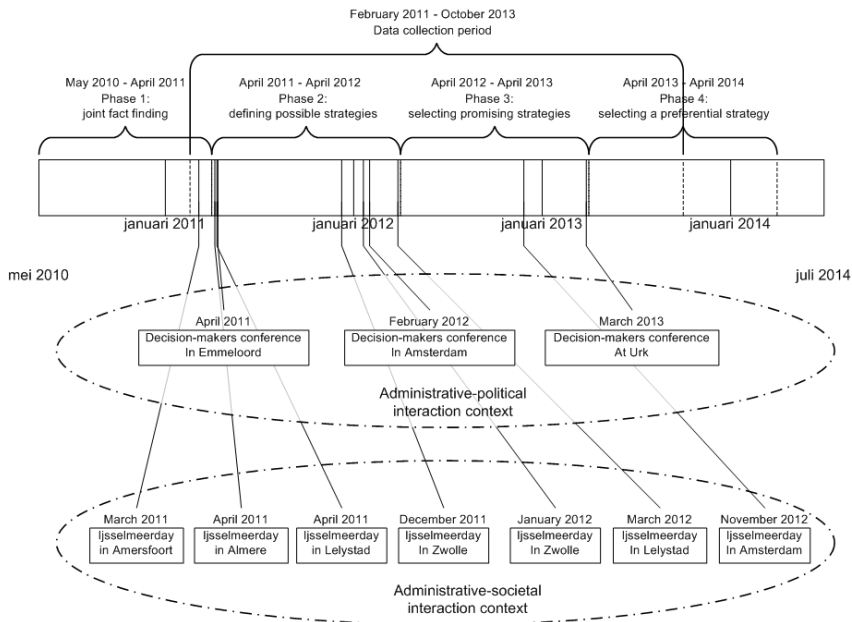 February 2011 - October 2013
Data collection period
May 2010 - April 2011
Phase 1:
joint fact finding
April 2011 - April 2012
Phase 2:
defining possible strategies
April 2012 - April 2013
Phase 3:
selecting promising strategies
April 2013 - April 2014
Phase 4:
selecting a preferential strategy
januari 2011
januari 2012
januari 2013
januari 2014
mei 2010
juli 2014
April 2011
Decision-makers conference
In Emmeloord
February 2012
Decision-makers conference
In Amsterdam
March 2013
Decision-makers conference
At Urk
Administrative-political
interaction context
March 2011
Ijsselmeerday
in Amersfoort
April 2011
Ijsselmeerday
in Almere
April 2011
Ijsselmeerday
in Lelystad
December 2011
Ijsselmeerday
In Zwolle
January 2012
Ijsselmeerday
In Zwolle
March 2012
Ijsselmeerday
In Lelystad
November 2012
Ijsselmeerday
In Amsterdam
Administrative-societal
interaction context